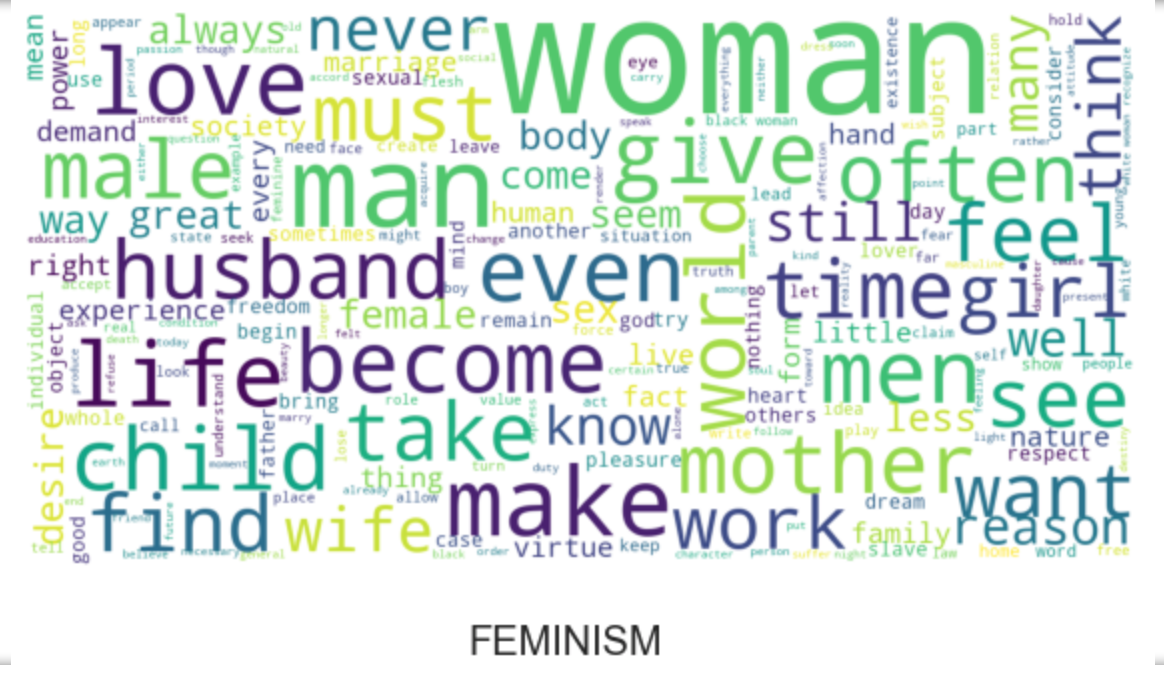 mean
appear
always
old
never
woman
hold
many
think
power
long
passion
though
natural
arm
dress
soon
existence
relation
love
marriage
social
eye
use
period
sexual
flesh
carry
everything
neither
subject
consider
attitude
recognize
accord
must
interest
demand
society
question
body
speak
black woman
hand
wish
part
rather
white woman
either
example
every
need
face
create
leave
give
choose
affection
often
point
male
man
feminine
acquire
come
render
lead
young
way
great
human
seem
world
parent
still
day
feel
education
state
seek
sometimes
might
mind
change
another
situation
fear
right
husband
even
truth
kind
lover
far
masculine
cause
white
accept
boy
among
nothing
let
reality
time
girl
daughter
present
individual
experience
freedom
longer
female
remain
sex
god
try
ask
real
condition
death
begin
felt
force
form
little
claim
well
object
produce
life
today
refuse
look
beauty
become
live
certain
true
soul
toward
men
self
feeling
show
people
understand
bring
role
value
act
fact
heart
see
desire
whole
call
father
marry
take
express
know
alone
others
idea
less
write
follow
play
light
nature
destiny
child
earth
moment
lose
thing
turn
duty
pleasure
mother
respect
end
good
find
friend
future
place
already
allow
make
work
dream
want
wife
put
reason
tell
believe
necessary
general
case
black
order
virtue
keep
character
person
suffer
night
family
slave
law
home
word
free
FEMINISM